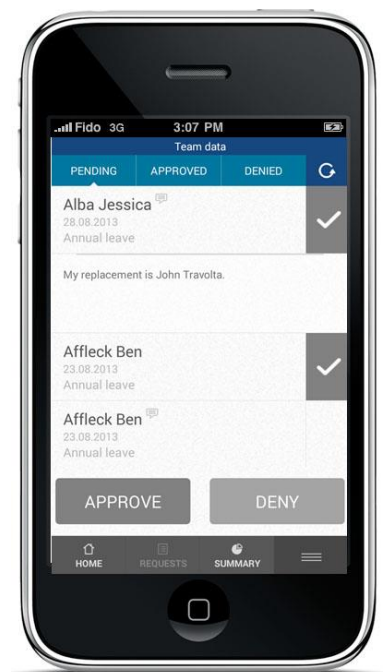 Fido 3G 3:07 PM
Team data
PENDING APPROVED DENIED
Alba Jessica
28.08.2013
Annual leave
My replacement is John Travolta.
Affleck Ben
23.08.2013
Annual leave
Affleck Ben
23.08.2013
Annual leave
APPROVE DENY
HOME REQUESTS SUMMARY